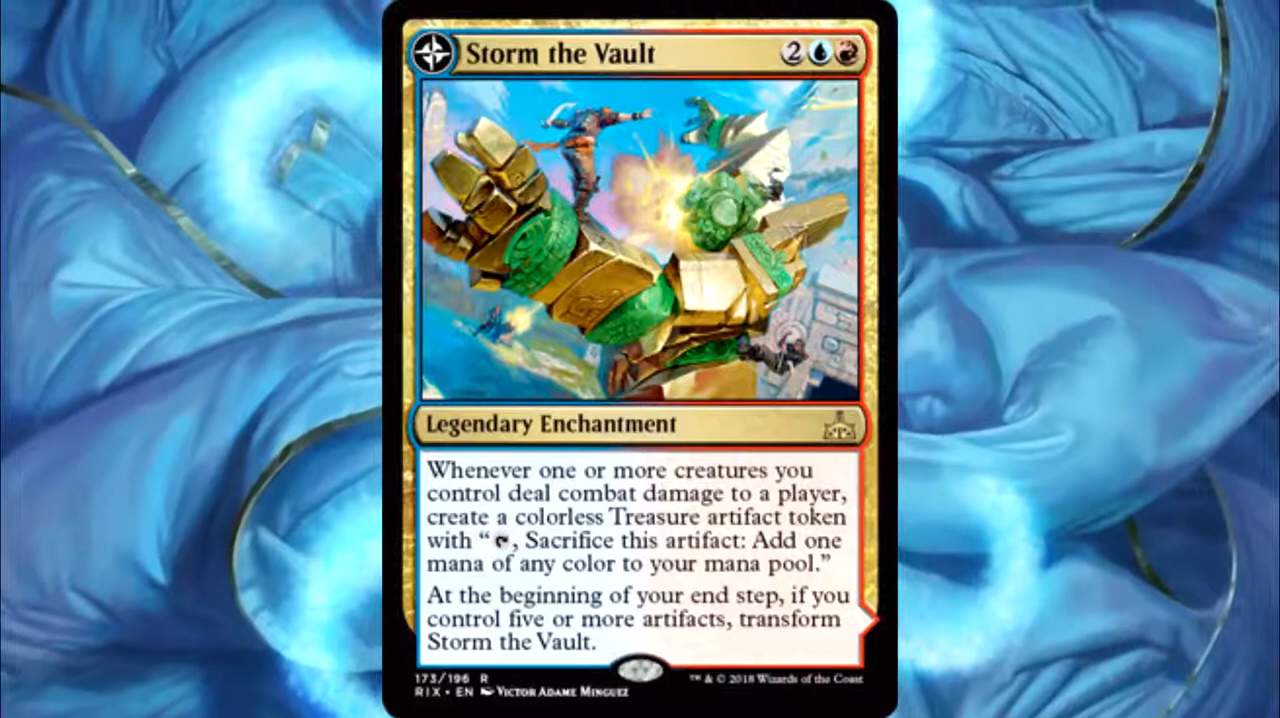 Storm the Vault 2
Legendary Enchantment
Whenever one or more creatures you
control deal combat damage to a player,
create a colorless Treasure artifact token
with “ , Sacrifice this artifact: Add one
mana of any color to your mana pool.”
At the beginning of your end step, if you
control five or more artifacts, transform
Storm the Vault.
173/196 R
RIX • EN Victor Adame Minguez
™ & © 2018 Wizards of the Coast